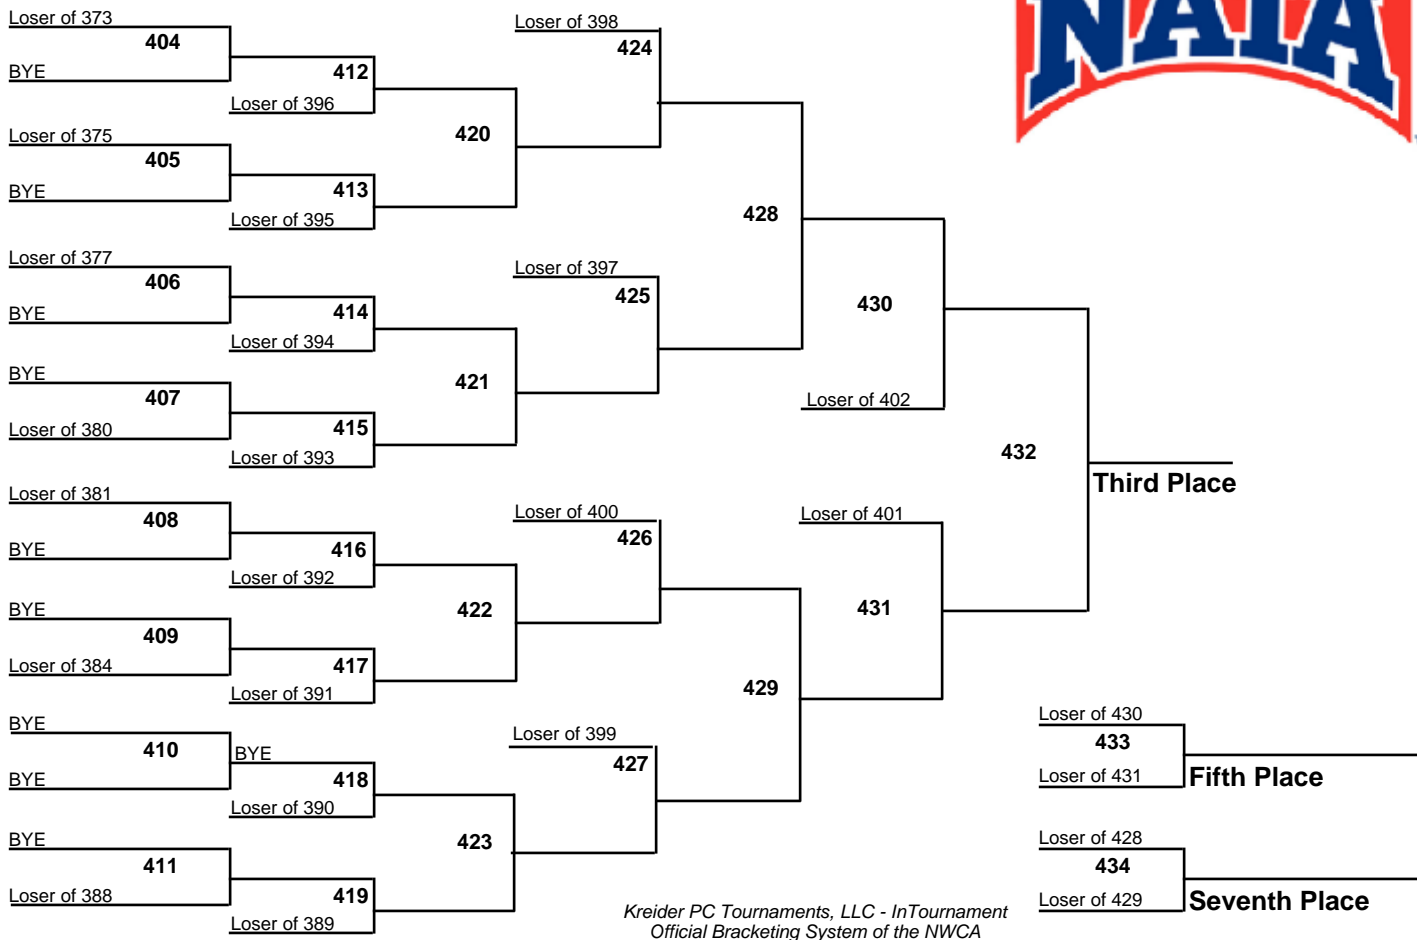 NAIA
Loser of 373
404
BYE
412
Loser of 396
Loser of 375
405
BYE
413
Loser of 395
420
Loser of 398
424
Loser of 377
406
BYE
414
Loser of 394
BYE
407
Loser of 380
415
Loser of 393
421
Loser of 397
425
428
430
Loser of 402
Loser of 381
408
BYE
416
Loser of 392
BYE
409
Loser of 384
417
Loser of 391
422
Loser of 400
426
BYE
410
BYE
BYE
418
Loser of 390
BYE
411
Loser of 388
419
Loser of 389
423
Loser of 399
427
429
Loser of 401
431
432
Third Place
Loser of 430
433
Loser of 431
Fifth Place
Loser of 428
434
Loser of 429
Seventh Place
Kreider PC Tournaments, LLC - InTournament
Official Bracketing System of the NWCA